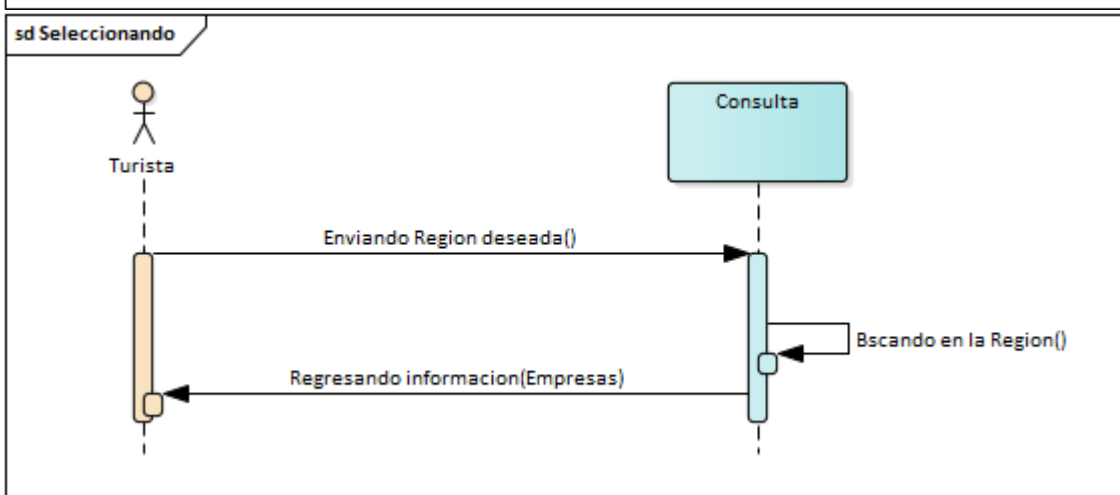 sd Seleccionando
Turista
Consulta
Enviando Region deseada()
Bscando en la Region()
Regresando informacion(Empresas)